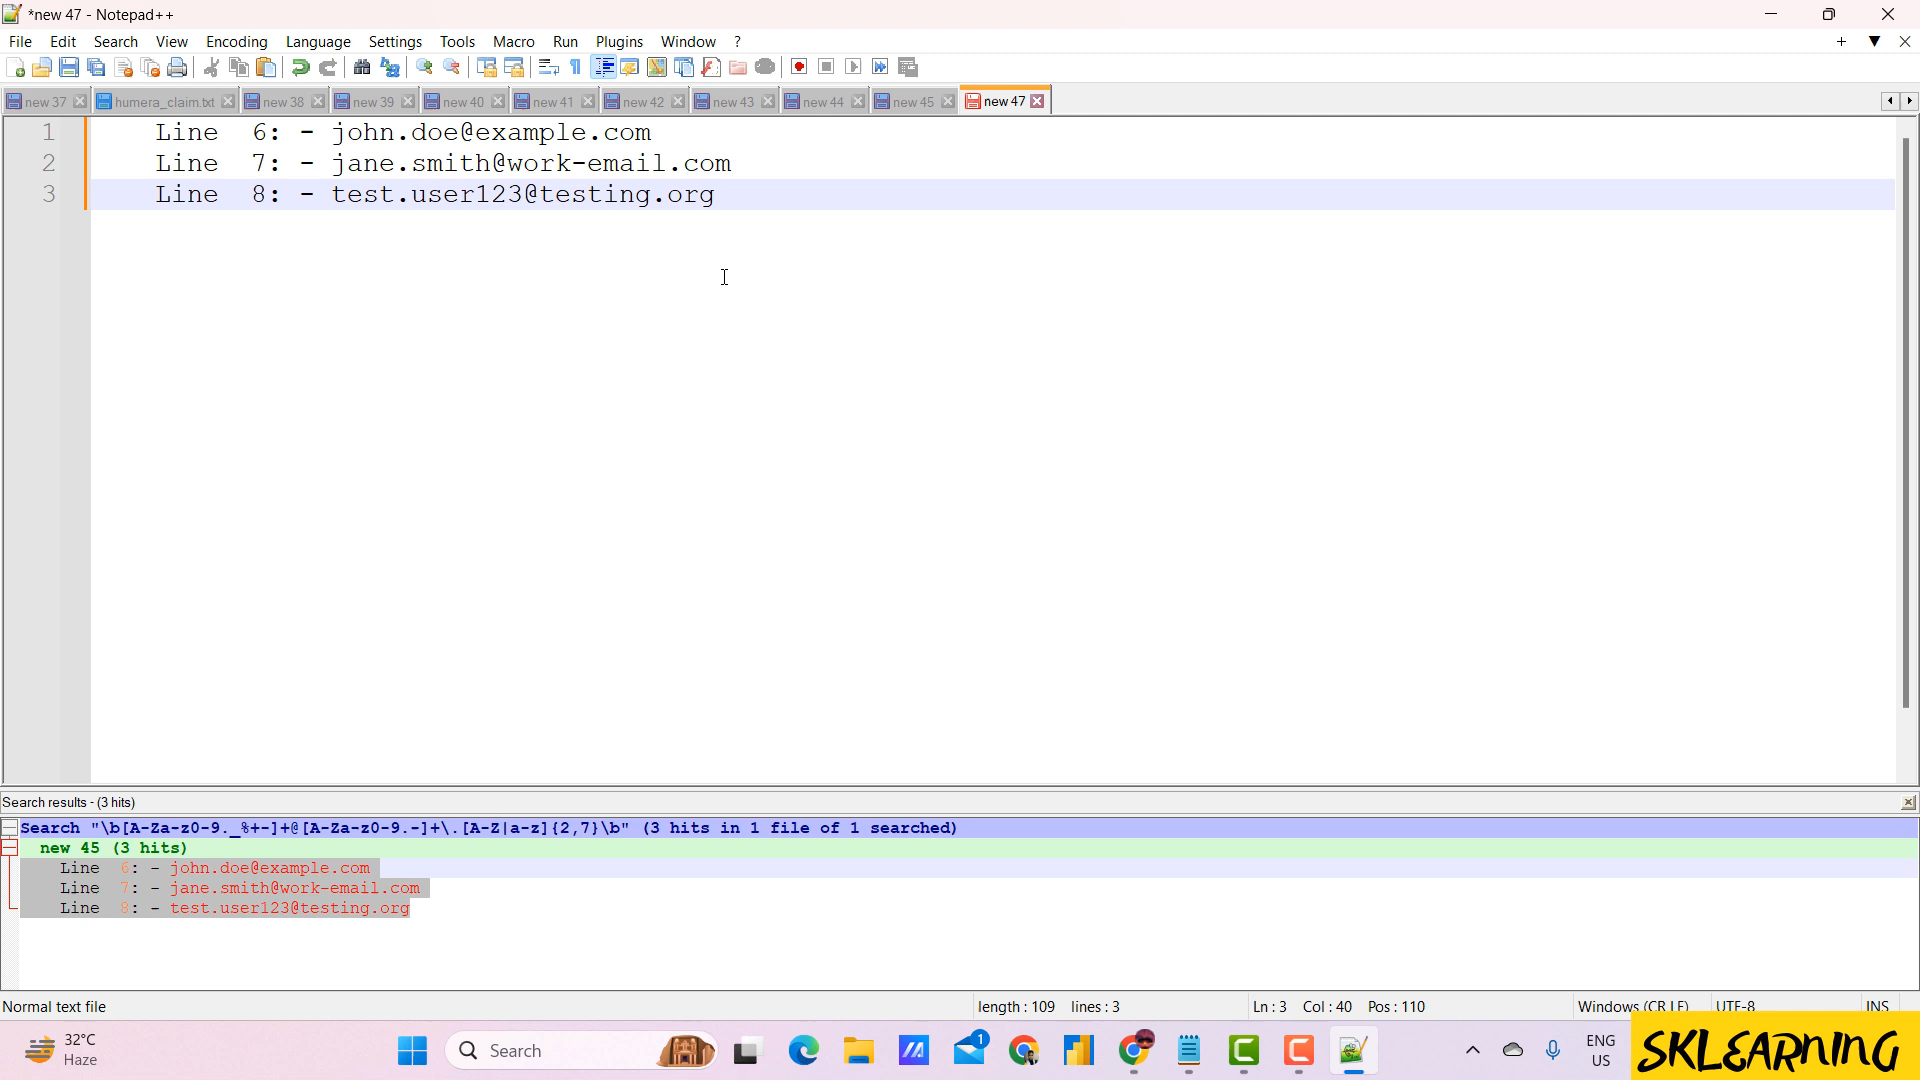 *new 47 - Notepad++
File Edit Search View Encoding Language Settings Tools Macro Run Plugins Window ?
new 37 humera_claim.txt new 38 new 39 new 40 new 41 new 42 new 43 new 44 new 45 new 47
1 Line 6: - john.doe@example.com
2 Line 7: - jane.smith@work-email.com
3 Line 8: - test.user123@testing.org
Search results - (3 hits)
Search "\b[A-Za-z0-9._%+-]+@[A-Za-z0-9.-]+\.[A-Z|a-z]{2,7}\b" (3 hits in 1 file of 1 searched)
new 45 (3 hits)
Line 6: - john.doe@example.com
Line 7: - jane.smith@work-email.com
Line 8: - test.user123@testing.org
Normal text file length : 109 lines : 3 Ln : 3 Col : 40 Pos : 110 Windows (CR LF) UTF-8 INS
32°C
Haze
Search
1
ENG
US
SKLEARNING